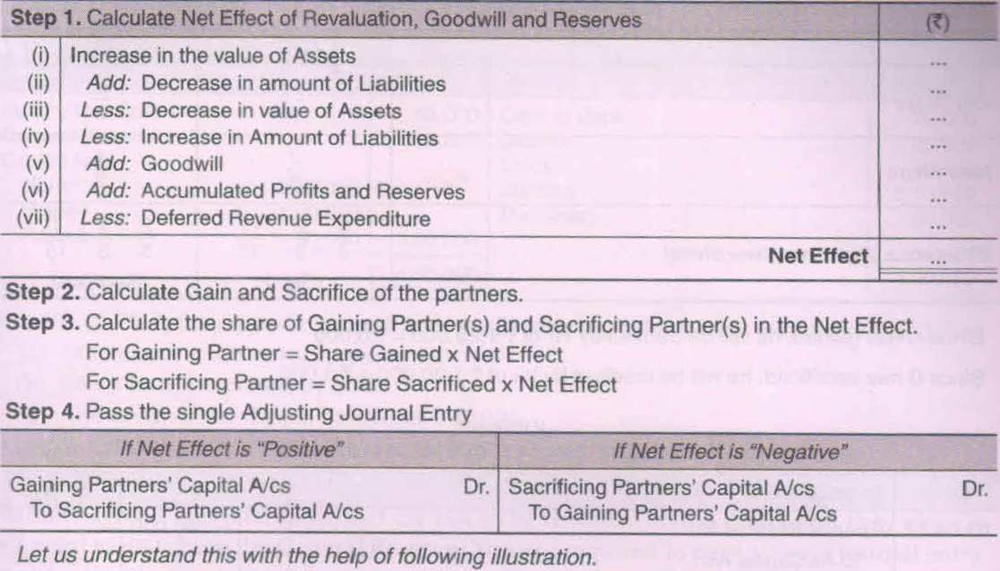 Step 1. Calculate Net Effect of Revaluation, Goodwill and Reserves (₹)
(i) Increase in the value of Assets ...
(ii) Add: Decrease in amount of Liabilities ...
(iii) Less: Decrease in value of Assets ...
(iv) Less: Increase in Amount of Liabilities ...
(v) Add: Goodwill ...
(vi) Add: Accumulated Profits and Reserves ...
(vii) Less: Deferred Revenue Expenditure ...
Net Effect ...
Step 2. Calculate Gain and Sacrifice of the partners.
Step 3. Calculate the share of Gaining Partner(s) and Sacrificing Partner(s) in the Net Effect.
For Gaining Partner = Share Gained x Net Effect
For Sacrificing Partner = Share Sacrificed x Net Effect
Step 4. Pass the single Adjusting Journal Entry
If Net Effect is "Positive" If Net Effect is "Negative"
Gaining Partners' Capital A/cs Dr. Sacrificing Partners' Capital A/cs Dr.
To Sacrificing Partners' Capital A/cs To Gaining Partners' Capital A/cs
Let us understand this with the help of following illustration.